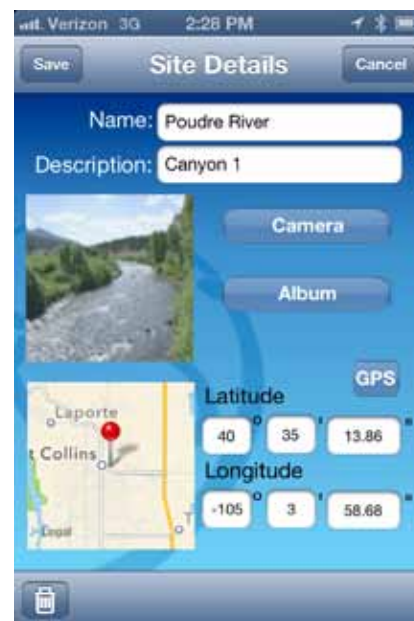 Verizon 3G 2:28 PM
Save Site Details Cancel
Name: Poudre River
Description: Canyon 1
Camera
Album
GPS
Laporte
t Collins
Latitude
40 ° 35 ' 13.86 "
Longitude
-105 ° 3 ' 58.68 "